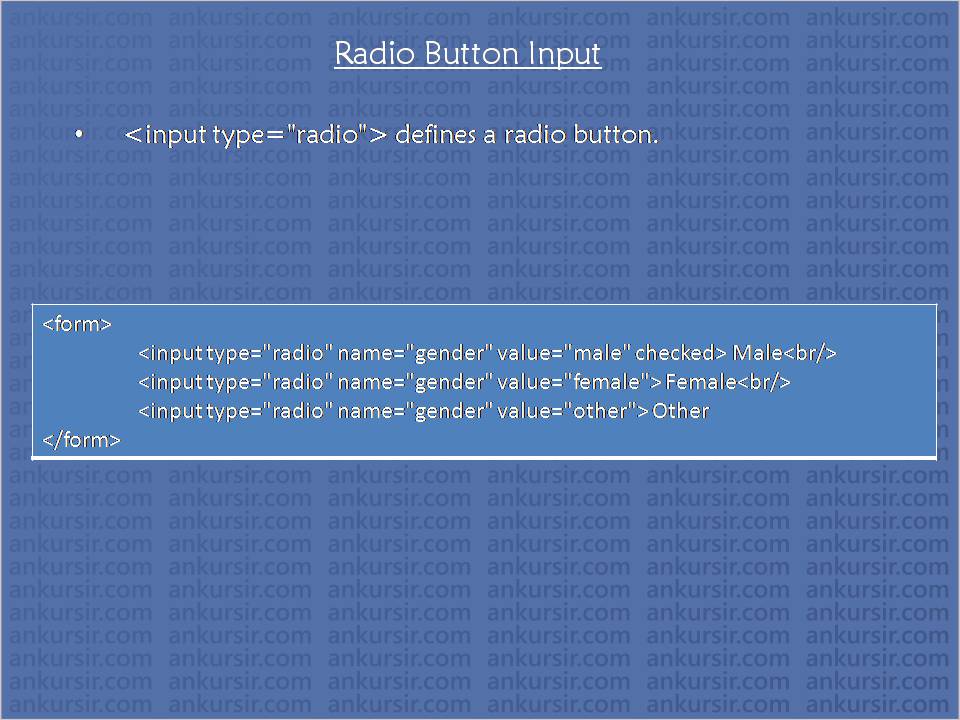 Radio Button Input
• <input type="radio"> defines a radio button.
<form>
<input type="radio" name="gender" value="male" checked> Male<br/>
<input type="radio" name="gender" value="female"> Female<br/>
<input type="radio" name="gender" value="other"> Other
</form>